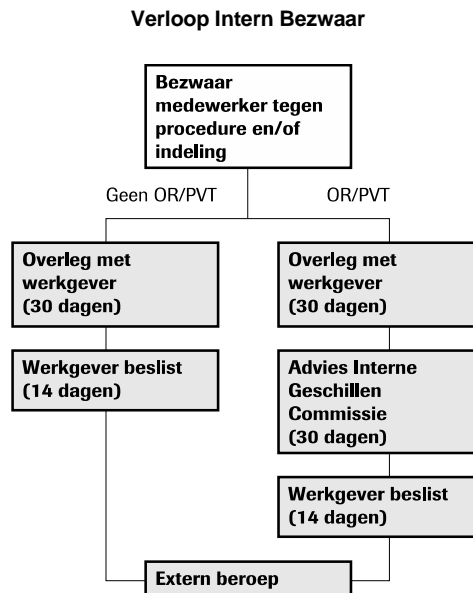 Verloop Intern Bezwaar
Bezwaar
medewerker tegen
procedure en/of
indeling
Geen OR/PVT
OR/PVT
Overleg met
werkgever
(30 dagen)
Overleg met
werkgever
(30 dagen)
Werkgever beslist
(14 dagen)
Advies Interne
Geschillen
Commissie
(30 dagen)
Werkgever beslist
(14 dagen)
Extern beroep